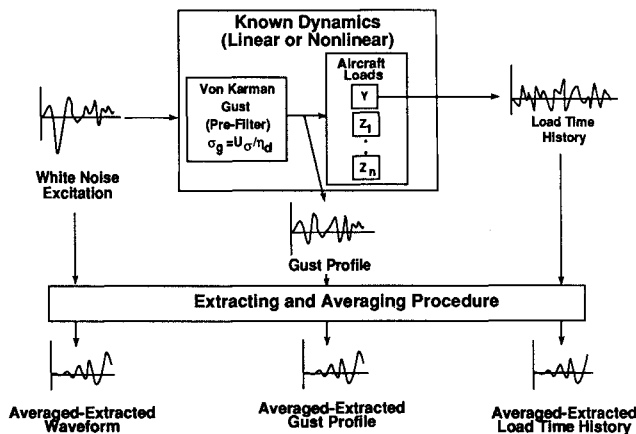 Known Dynamics
(Linear or Nonlinear)
Aircraft
Loads
Von Karman
Gust
(Pre-Filter)
σg =Uσ/ηd
Y
Z1
Zn
White Noise
Excitation
Load Time
History
Gust Profile
Extracting and Averaging Procedure
Averaged-Extracted
Waveform
Averaged-Extracted
Gust Profile
Averaged-Extracted
Load Time History